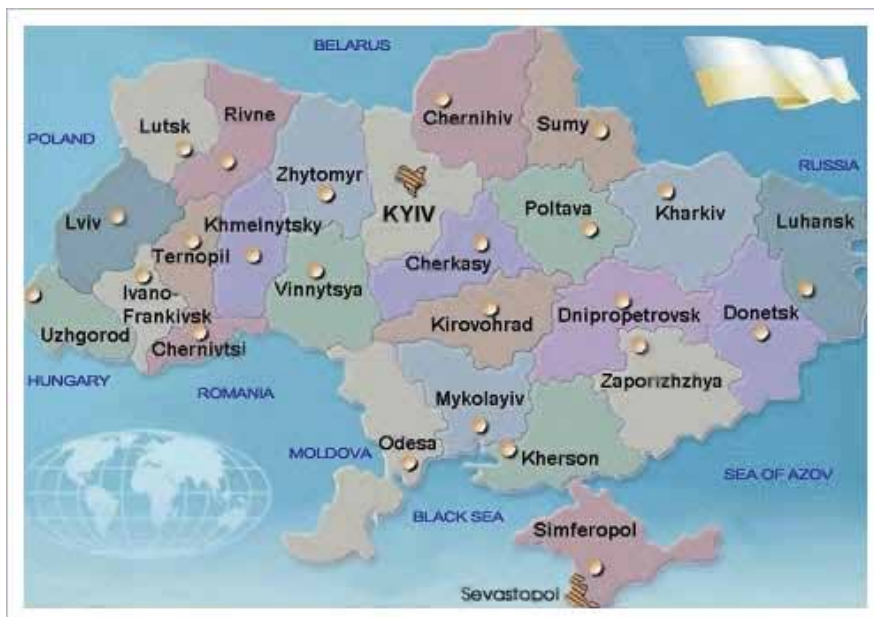 BELARUS
Rivne
Chernihiv
Lutsk
Sumy
POLAND
RUSSIA
Zhytomyr
KYIV
Poltava
Kharkiv
Lviv
Khmelnytsky
Luhansk
Ternopil
Cherkasy
Vinnytsya
Ivano-
Frankivsk
Dnipropetrovsk
Donetsk
Kirovohrad
Uzhgorod
Chernivtsi
HUNGARY
Zaporizhzhya
ROMANIA
Mykolayiv
Odesa
MOLDOVA
Kherson
SEA OF AZOV
BLACK SEA
Simferopol
Sevastopol